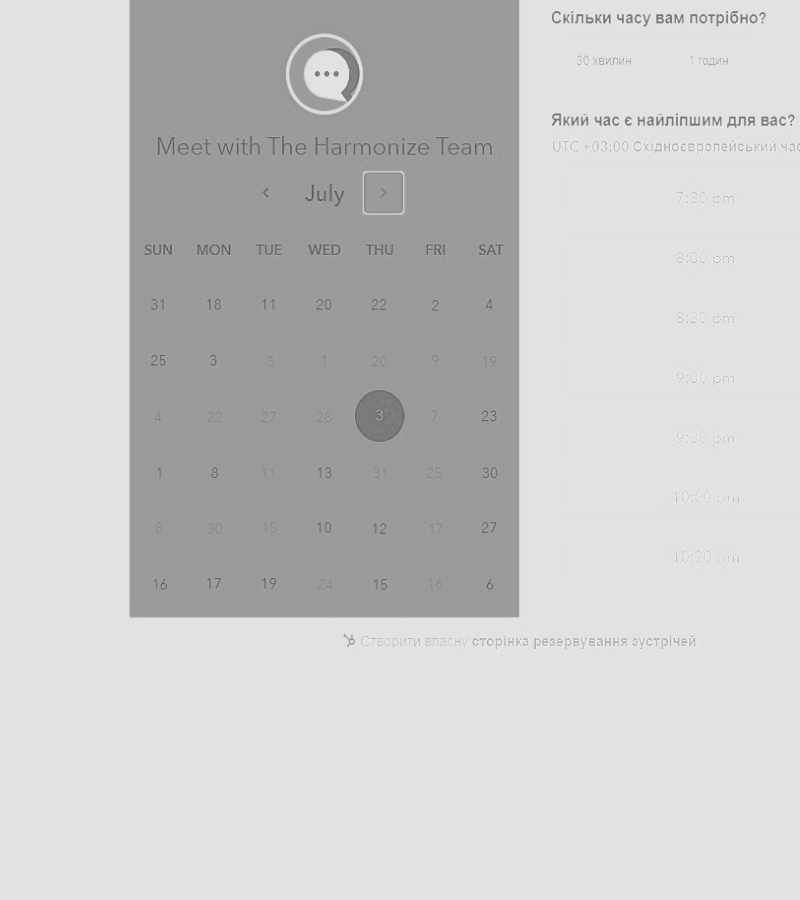 Meet with The Harmonize Team
July
SUN MON TUE WED THU FRI SAT
31 18 11 20 22 2 4
25 3 3 1 20 9 19
4 22 27 28 3 7 23
1 8 11 13 31 25 30
8 30 15 10 12 17 27
16 17 19 24 15 16 6
Скільки часу вам потрібно?
30 хвилин 1 годин
Який час є найліпшим для вас?
UTC +03:00 Східноєвропейський час
7:30 pm
8:00 pm
8:30 pm
9:00 pm
9:30 pm
10:00 pm
10:30 pm
Створити власну сторінка резервування зустрічей